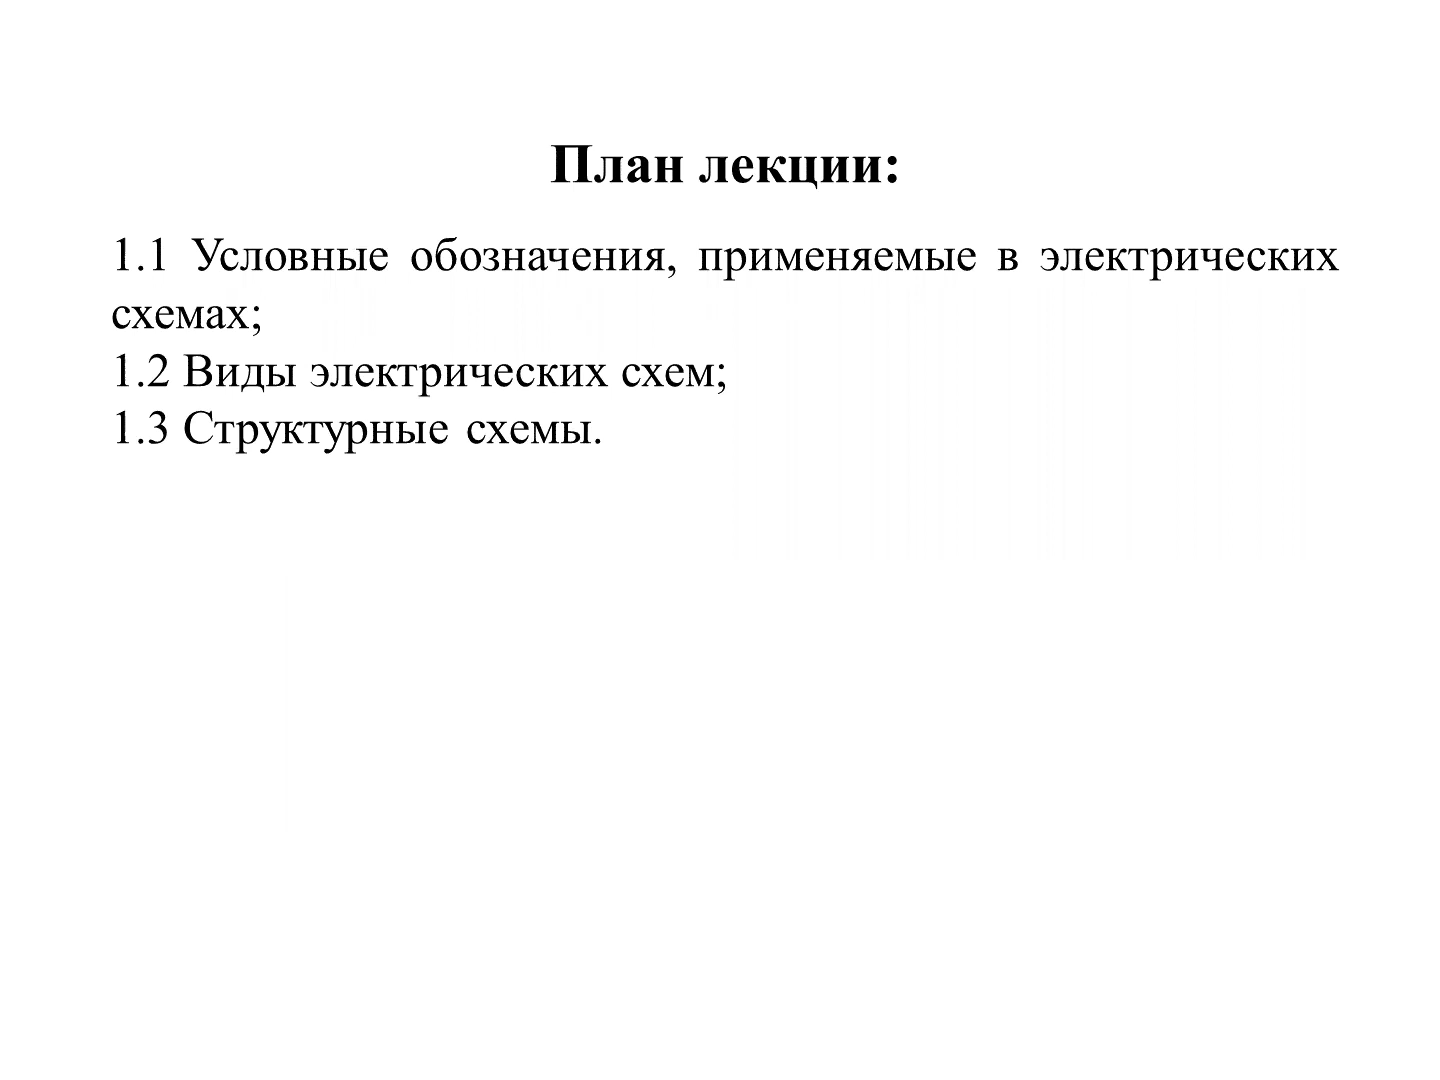 План лекции:
1.1 Условные обозначения, применяемые в электрических
схемах;
1.2 Виды электрических схем;
1.3 Структурные схемы.